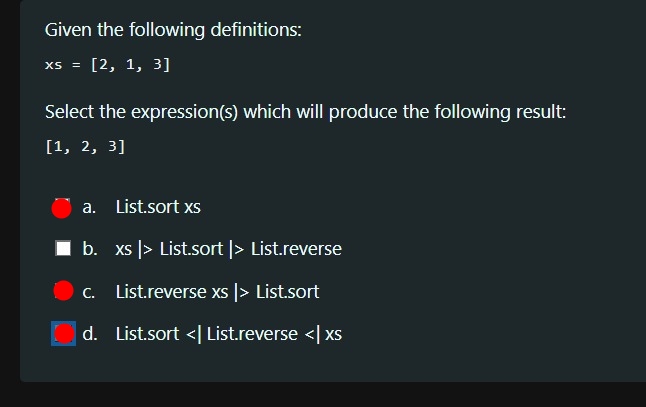 Given the following definitions:
xs = [2, 1, 3]
Select the expression(s) which will produce the following result:
[1, 2, 3]
a. List.sort xs
b. xs |> List.sort |> List.reverse
c. List.reverse xs |> List.sort
d. List.sort <| List.reverse <| xs